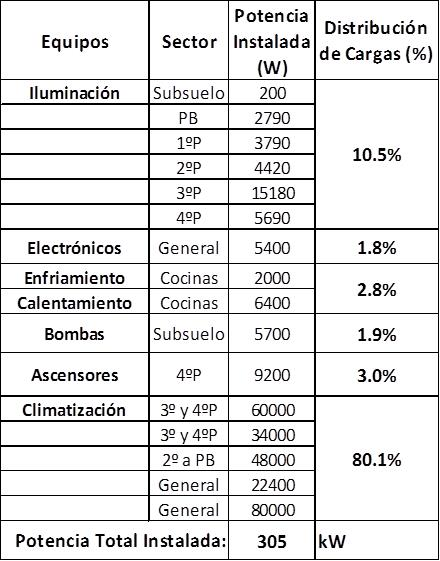 Equipos Sector Potencia Instalada (W) Distribución de Cargas (%)
Iluminación Subsuelo 200 10.5%
PB 2790
1ºP 3790
2ºP 4420
3ºP 15180
4ºP 5690
Electrónicos General 5400 1.8%
Enfriamiento Cocinas 2000 2.8%
Calentamiento Cocinas 6400
Bombas Subsuelo 5700 1.9%
Ascensores 4ºP 9200 3.0%
Climatización 3º y 4ºP 60000 80.1%
3º y 4ºP 34000
2º a PB 48000
General 22400
General 80000
Potencia Total Instalada: 305 kW